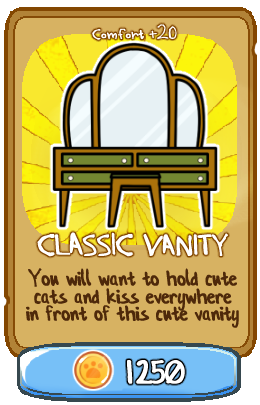 Comfort +20
CLASSIC VANITY
You will want to hold cute
cats and kiss everywhere
in front of this cute vanity
1250